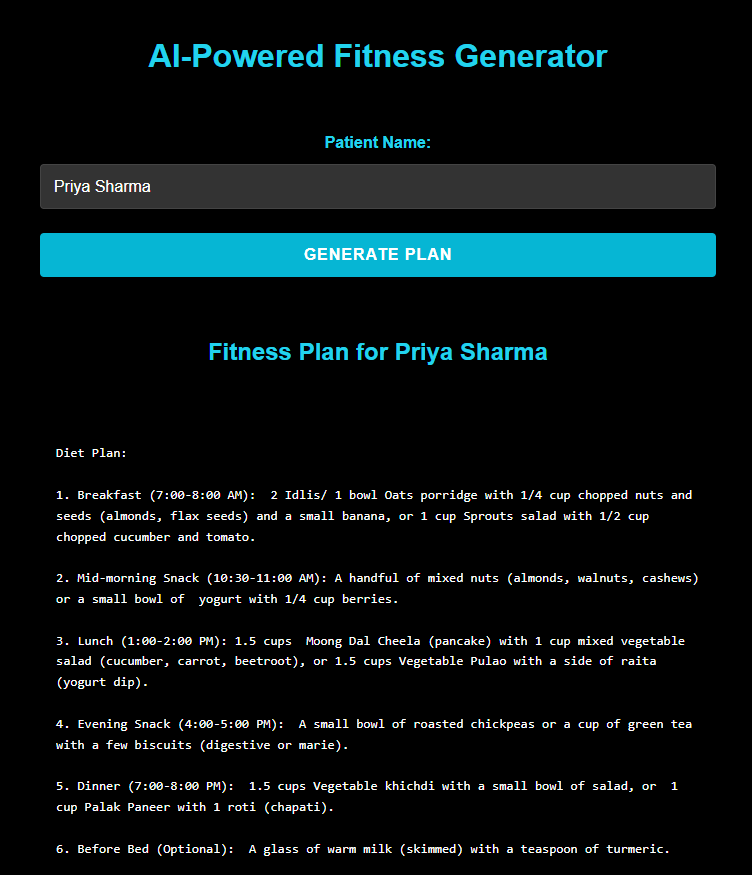 AI-Powered Fitness Generator
Patient Name:
Priya Sharma
GENERATE PLAN
Fitness Plan for Priya Sharma
Diet Plan:
1. Breakfast (7:00-8:00 AM):  2 Idlis/ 1 bowl Oats porridge with 1/4 cup chopped nuts and
seeds (almonds, flax seeds) and a small banana, or 1 cup Sprouts salad with 1/2 cup
chopped cucumber and tomato.
2. Mid-morning Snack (10:30-11:00 AM): A handful of mixed nuts (almonds, walnuts, cashews)
or a small bowl of  yogurt with 1/4 cup berries.
3. Lunch (1:00-2:00 PM): 1.5 cups  Moong Dal Cheela (pancake) with 1 cup mixed vegetable
salad (cucumber, carrot, beetroot), or 1.5 cups Vegetable Pulao with a side of raita
(yogurt dip).
4. Evening Snack (4:00-5:00 PM):  A small bowl of roasted chickpeas or a cup of green tea
with a few biscuits (digestive or marie).
5. Dinner (7:00-8:00 PM):  1.5 cups Vegetable khichdi with a small bowl of salad, or  1
cup Palak Paneer with 1 roti (chapati).
6. Before Bed (Optional):  A glass of warm milk (skimmed) with a teaspoon of turmeric.